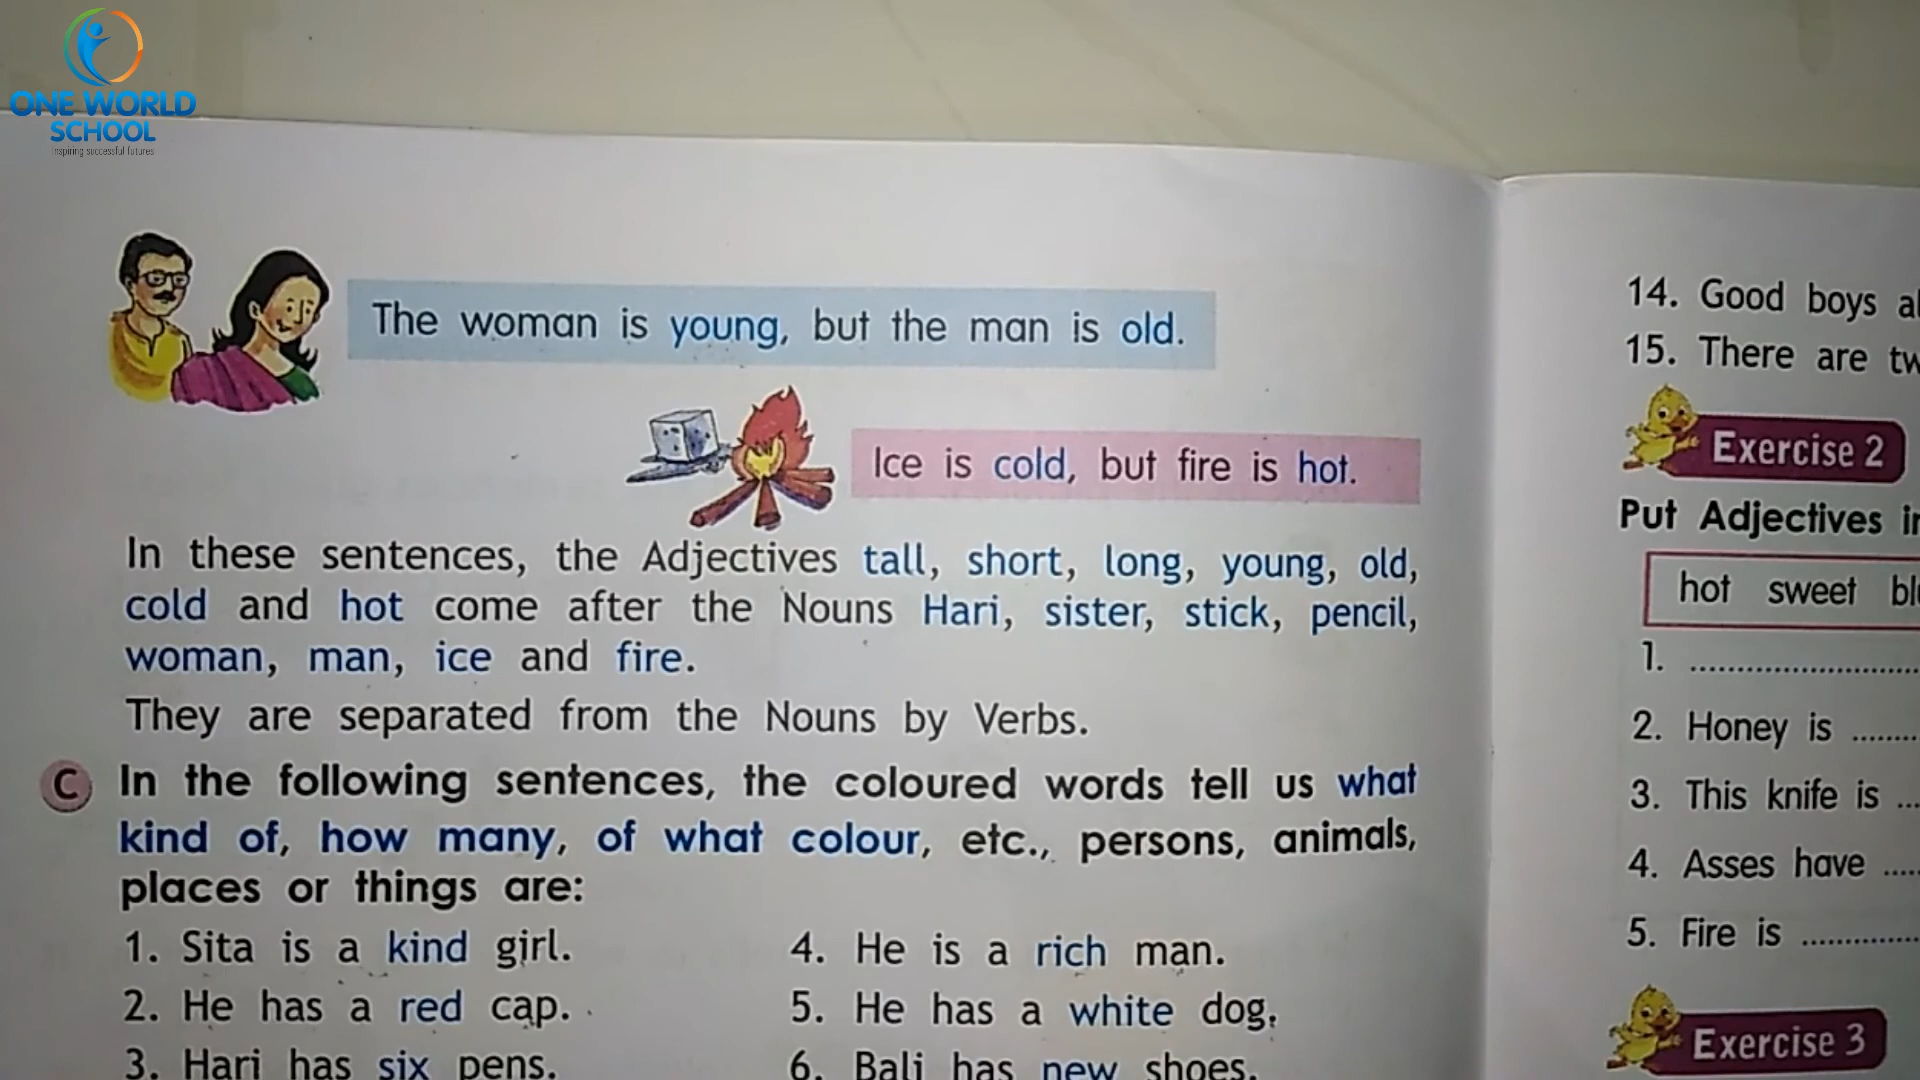 ONE WORLD
SCHOOL
Inspiring successful futures
The woman is young, but the man is old.
Ice is cold, but fire is hot.
In these sentences, the Adjectives tall, short, long, young, old,
cold and hot come after the Nouns Hari, sister, stick, pencil,
woman, man, ice and fire.
They are separated from the Nouns by Verbs.
C In the following sentences, the coloured words tell us what
kind of, how many, of what colour, etc., persons, animals,
places or things are:
1. Sita is a kind girl.
2. He has a red cap.
3. Hari has six pens.
4. He is a rich man.
5. He has a white dog.
6. Bali has new shoes.
14. Good boys
15. There are
Exercise 2
Put Adjectives
hot sweet
1. ........................
2. Honey is ........
3. This knife is ...
4. Asses have .....
5. Fire is .............
Exercise 3